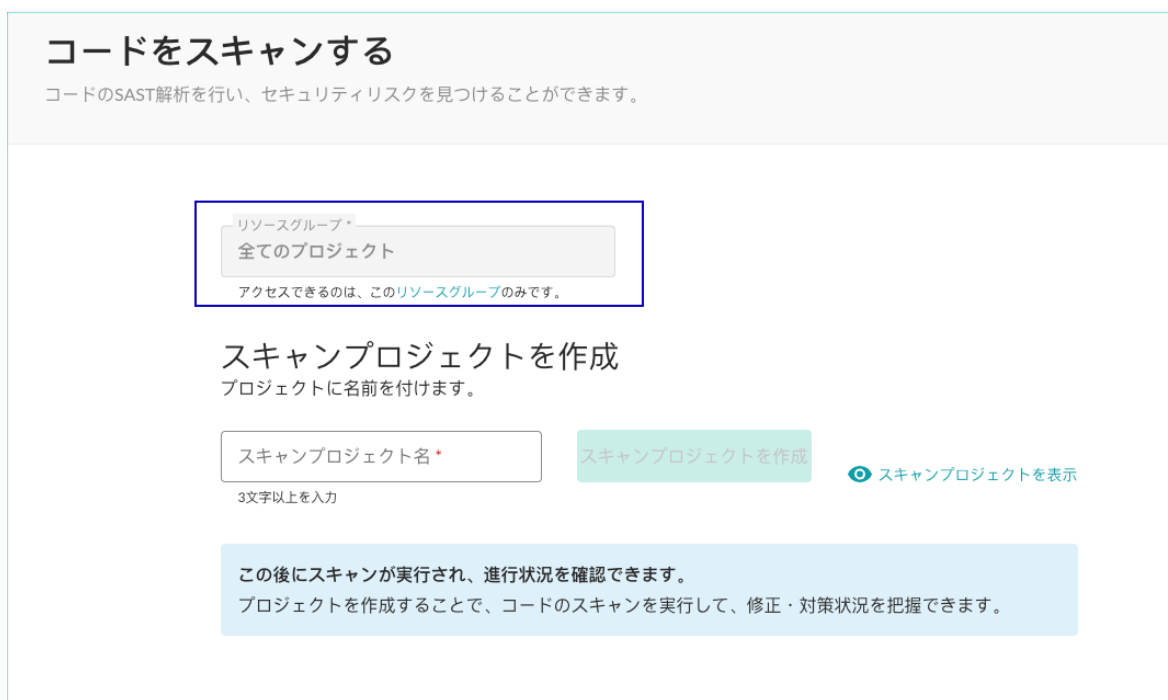 コードをスキャンする
コードのSAST解析を行い、セキュリティリスクを見つけることができます。
リソースグループ *
全てのプロジェクト
アクセスできるのは、このリソースグループのみです。
スキャンプロジェクトを作成
プロジェクトに名前を付けます。
スキャンプロジェクト名 *
スキャンプロジェクトを作成
スキャンプロジェクトを表示
3文字以上を入力
この後にスキャンが実行され、進行状況を確認できます。
プロジェクトを作成することで、コードのスキャンを実行して、修正・対策状況を把握できます。